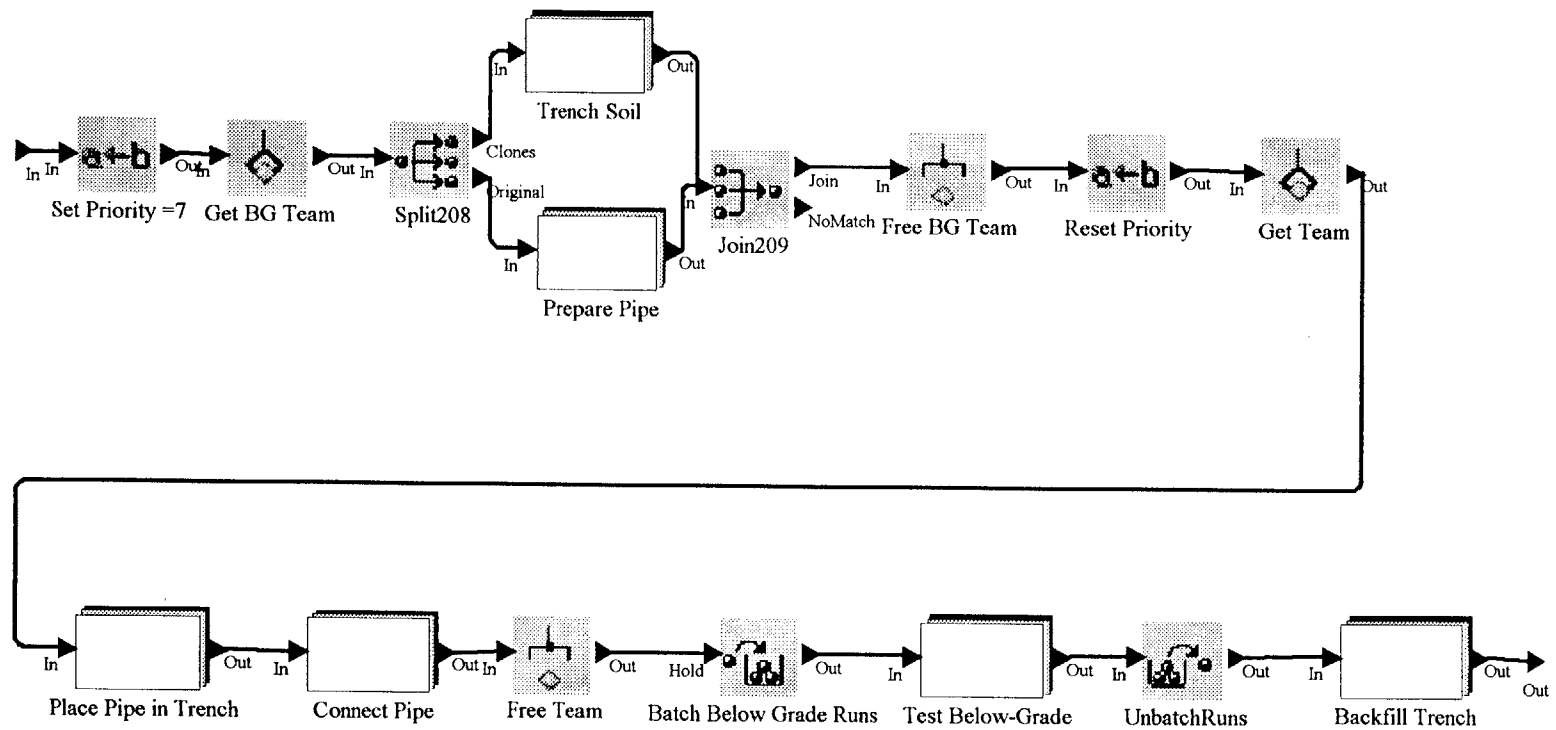 In
Trench Soil
Out
In In
Set Priority =7
Out In
Get BG Team
Out In
Split208
Clones
Original
In
Prepare Pipe
Out
In
Join209
Join
NoMatch
In
Free BG Team
Out
In
Reset Priority
Out
In
Get Team
Out
In
Place Pipe in Trench
Out
In
Connect Pipe
Out In
Free Team
Out
Hold
Batch Below Grade Runs
Out
In
Test Below-Grade
Out
In
UnbatchRuns
Out
In
Backfill Trench
Out
Out